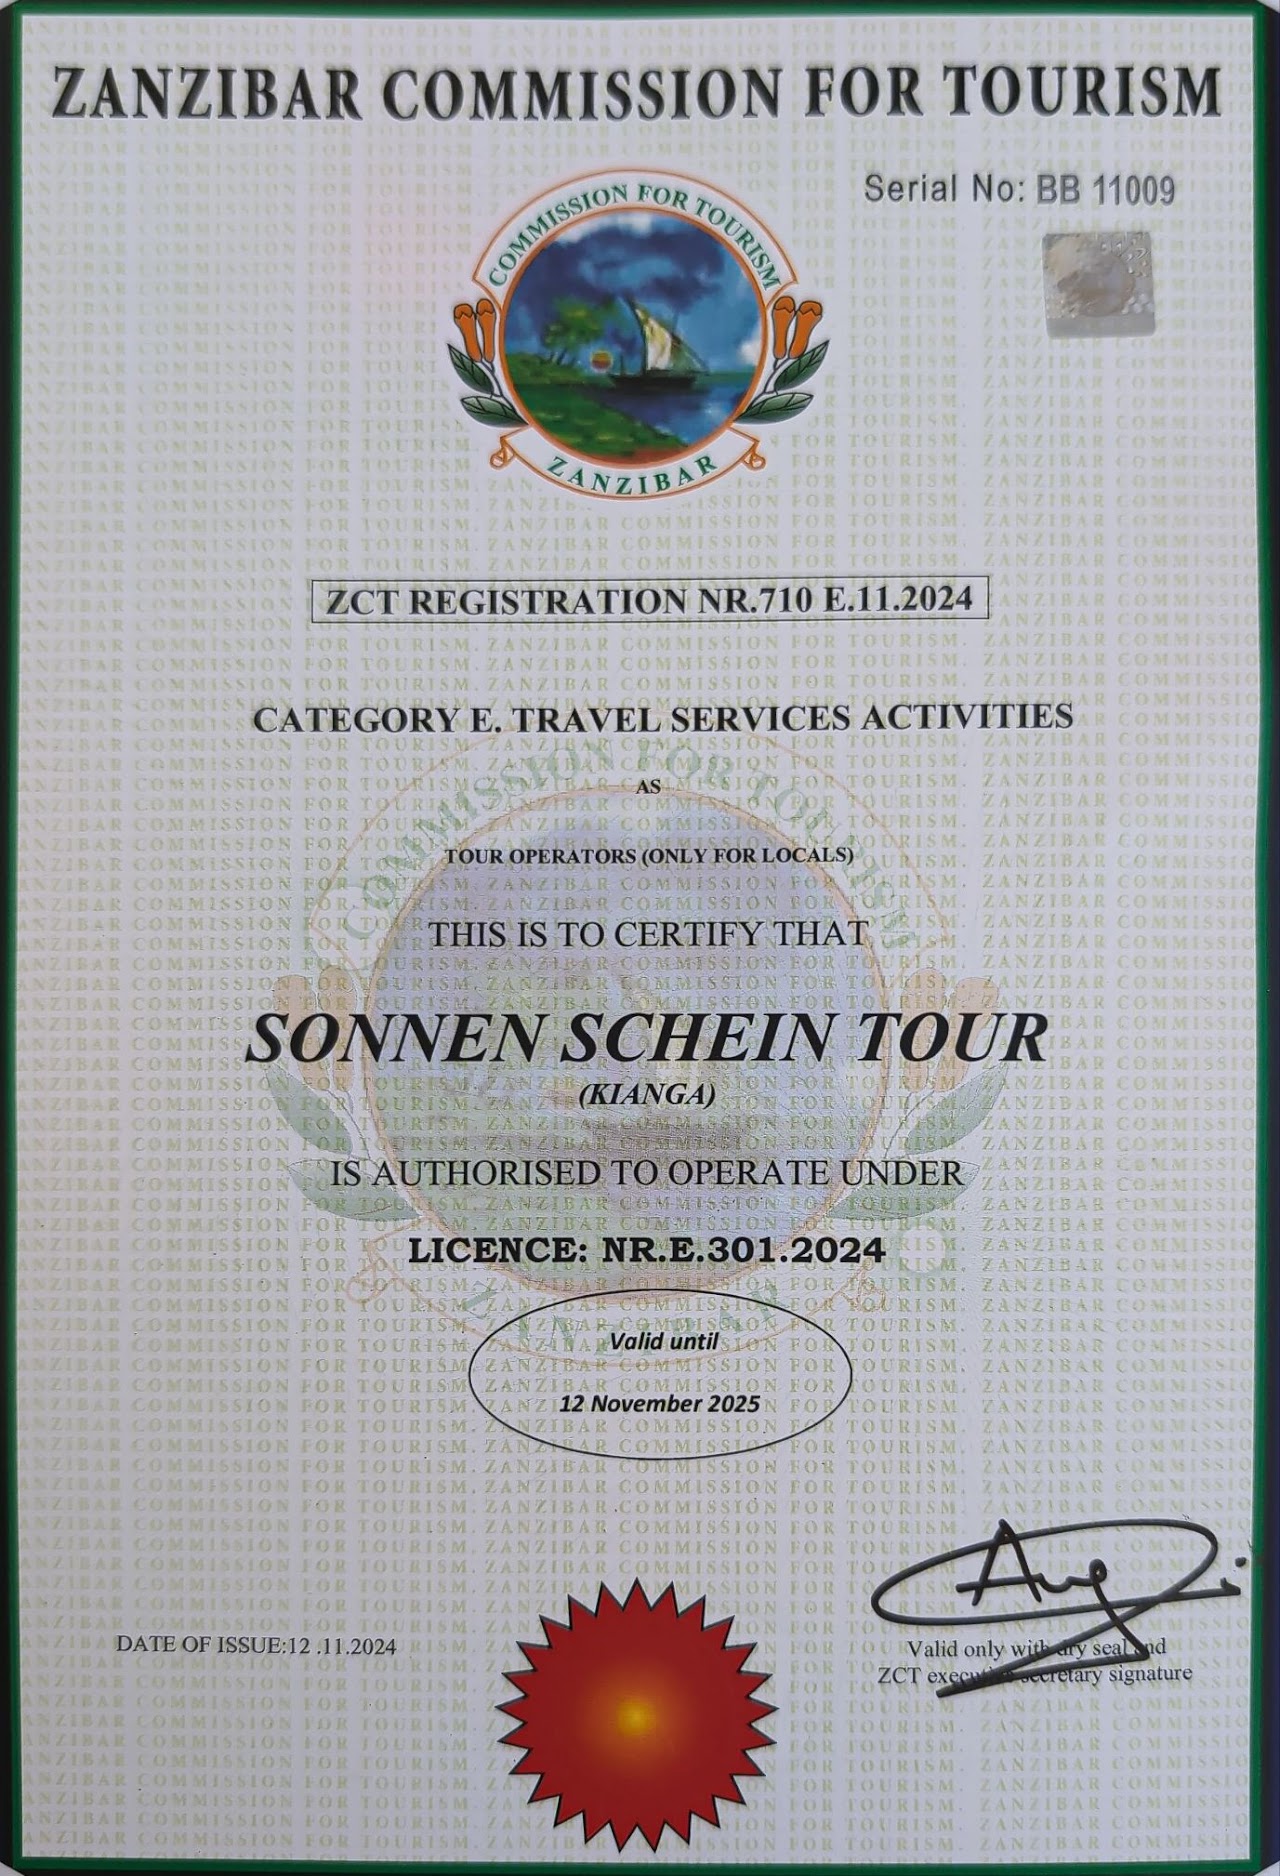 ZANZIBAR COMMISSION FOR TOURISM
Serial No: BB 11009
COMMISSION FOR TOURISM
ZANZIBAR
ZCT REGISTRATION NR.710 E.11.2024
CATEGORY E. TRAVEL SERVICES ACTIVITIES
AS
TOUR OPERATORS (ONLY FOR LOCALS)
THIS IS TO CERTIFY THAT
SONNEN SCHEIN TOUR
(KIANGA)
IS AUTHORISED TO OPERATE UNDER
LICENCE: NR.E.301.2024
Valid until
12 November 2025
DATE OF ISSUE:12 .11.2024
Valid only with dry seal and
ZCT executive secretary signature